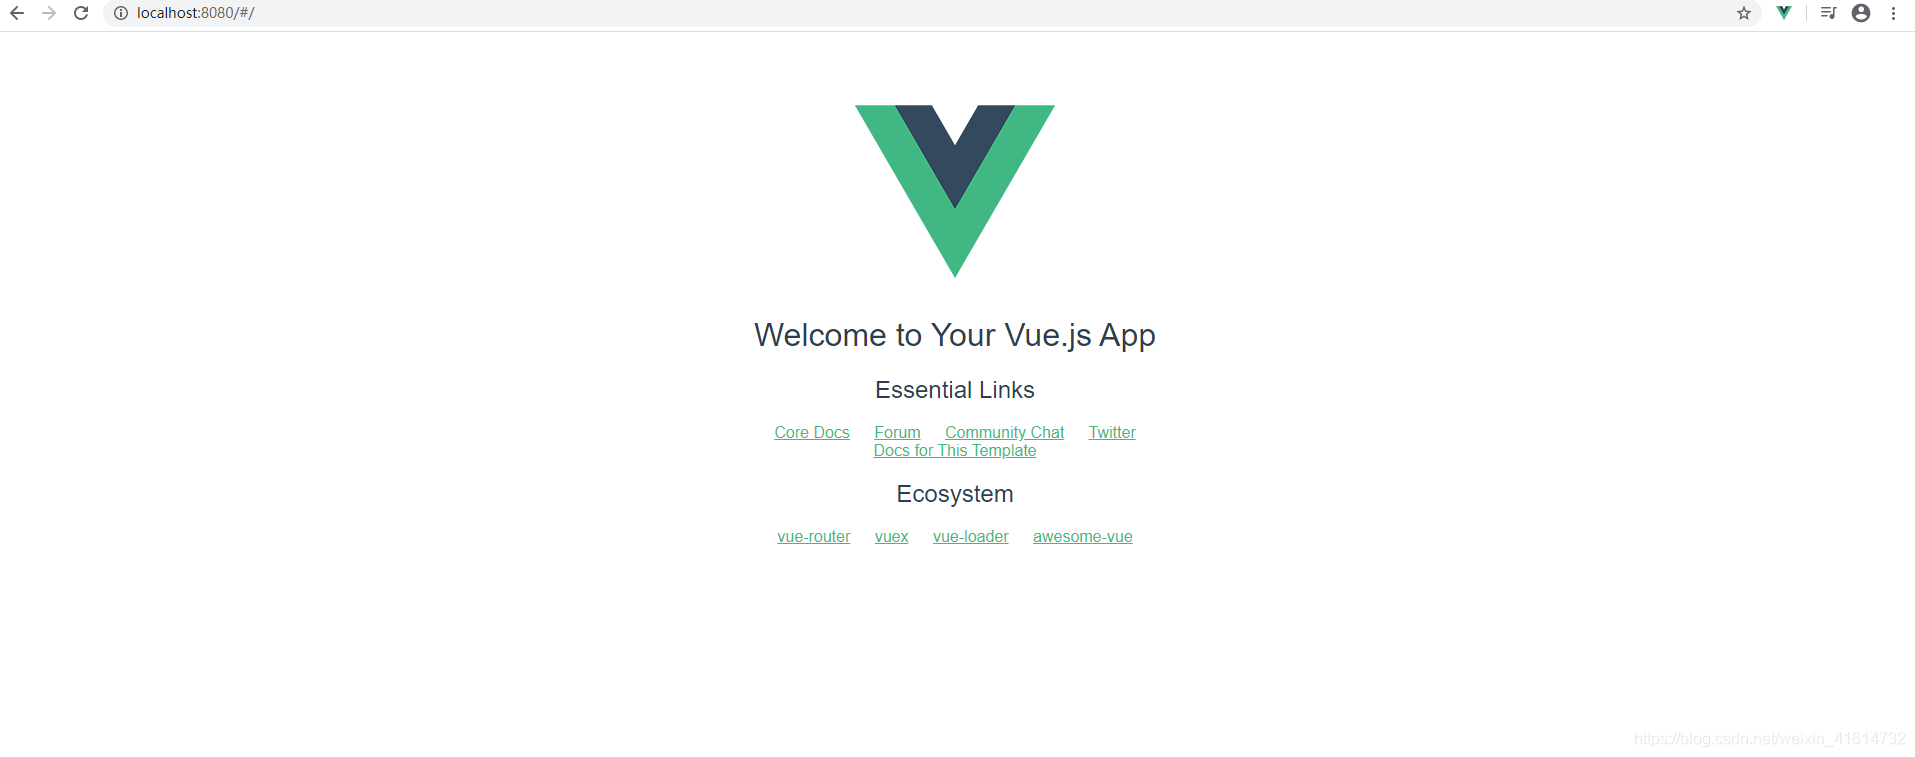 localhost:8080/#/
Welcome to Your Vue.js App
Essential Links
Core Docs Forum Community Chat Twitter
Docs for This Template
Ecosystem
vue-router vuex vue-loader awesome-vue
https://blog.csdn.net/weixin_41614732